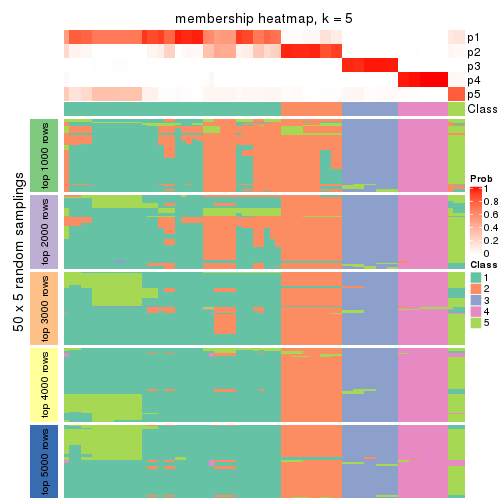 membership heatmap, k = 5
p1
p2
p3
p4
p5
Class
50 x 5 random samplings
top 1000 rows
top 2000 rows
top 3000 rows
top 4000 rows
top 5000 rows
Prob
1
0.8
0.6
0.4
0.2
0
Class
1
2
3
4
5